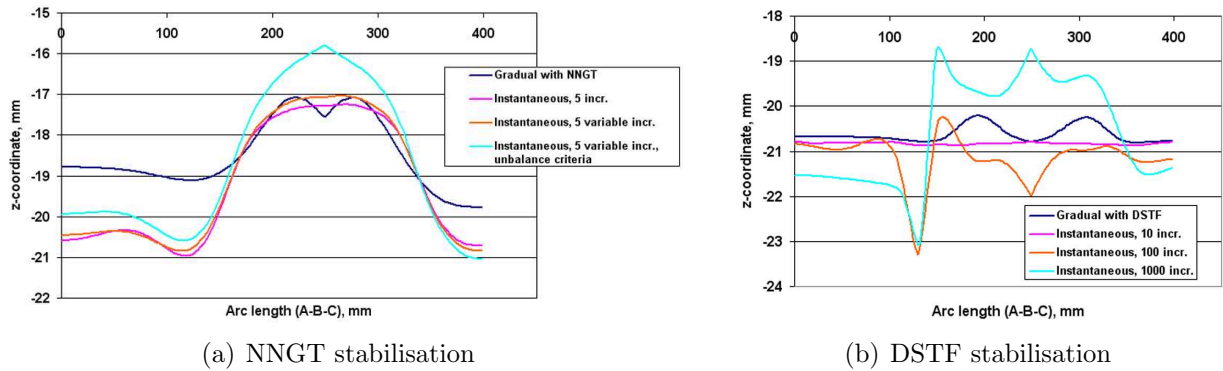 -15
0
100
200
300
400
-16
-17
-18
-19
-20
-21
-22
z-coordinate, mm
Gradual with NNGT
Instantaneous, 5 incr.
Instantaneous, 5 variable incr.
Instantaneous, 5 variable incr.,
unbalance criteria
Arc length (A-B-C), mm
(a) NNGT stabilisation
-18
0
100
200
300
400
-19
-20
-21
-22
-23
-24
z-coordinate, mm
Gradual with DSTF
Instantaneous, 10 incr.
Instantaneous, 100 incr.
Instantaneous, 1000 incr.
Arc length (A-B-C), mm
(b) DSTF stabilisation